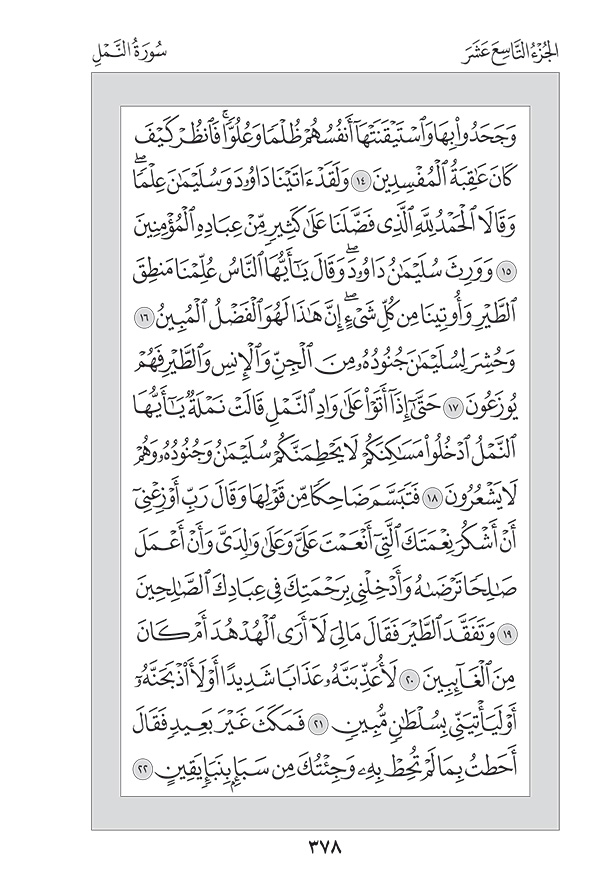 الجُزْءُ التَّاسِعَ عَشَرَ
سُورَةُ النَّمْلِ
وَجَحَدُوا۟ بِهَا وَٱسْتَيْقَنَتْهَآ أَنفُسُهُمْ ظُلْمًا وَعُلُوًّا ۚ فَٱنظُرْ كَيْفَ
كَانَ عَٰقِبَةُ ٱلْمُفْسِدِينَ ١٤ وَلَقَدْ ءَاتَيْنَا دَاوُۥدَ وَسُلَيْمَٰنَ عِلْمًا ۖ
وَقَالَا ٱلْحَمْدُ لِلَّهِ ٱلَّذِى فَضَّلَنَا عَلَىٰ كَثِيرٍ مِّنْ عِبَادِهِ ٱلْمُؤْمِنِينَ
١٥ وَوَرِثَ سُلَيْمَٰنُ دَاوُۥدَ ۖ وَقَالَ يَٰٓأَيُّهَا ٱلنَّاسُ عُلِّمْنَا مَنطِقَ
ٱلطَّيْرِ وَأُوتِينَا مِن كُلِّ شَىْءٍ ۖ إِنَّ هَٰذَا لَهُوَ ٱلْفَضْلُ ٱلْمُبِينُ ١٦
وَحُشِرَ لِسُلَيْمَٰنَ جُنُودُهُۥ مِنَ ٱلْجِنِّ وَٱلْإِنسِ وَٱلطَّيْرِ فَهُمْ
يُوزَعُونَ ١٧ حَتَّىٰٓ إِذَآ أَتَوْا۟ عَلَىٰ وَادِ ٱلنَّمْلِ قَالَتْ نَمْلَةٌ يَٰٓأَيُّهَا
ٱلنَّمْلُ ٱدْخُلُوا۟ مَسَٰكِنَكُمْ لَا يَحْطِمَنَّكُمْ سُلَيْمَٰنُ وَجُنُودُهُۥ وَهُمْ
لَا يَشْعُرُونَ ١٨ فَتَبَسَّمَ ضَاحِكًا مِّن قَوْلِهَا وَقَالَ رَبِّ أَوْزِعْنِىٓ
أَنْ أَشْكُرَ نِعْمَتَكَ ٱلَّتِىٓ أَنْعَمْتَ عَلَىَّ وَعَلَىٰ وَٰلِدَىَّ وَأَنْ أَعْمَلَ
صَٰلِحًا تَرْضَىٰهُ وَأَدْخِلْنِى بِرَحْمَتِكَ فِى عِبَادِكَ ٱلصَّٰلِحِينَ
١٩ وَتَفَقَّدَ ٱلطَّيْرَ فَقَالَ مَا لِىَ لَآ أَرَى ٱلْهُدْهُدَ أَمْ كَانَ
مِنَ ٱلْغَآئِبِينَ ٢٠ لَأُعَذِّبَنَّهُۥ عَذَابًا شَدِيدًا أَوْ لَأَا۟ذْبَحَنَّهُۥٓ
أَوْ لَيَأْتِيَنِّى بِسُلْطَٰنٍ مُّبِينٍ ٢١ فَمَكَثَ غَيْرَ بَعِيدٍ فَقَالَ
أَحَطتُ بِمَا لَمْ تُحِطْ بِهِۦ وَجِئْتُكَ مِن سَبَإٍۭ بِنَبَإٍ يَقِينٍ ٢٢
٣٧٨